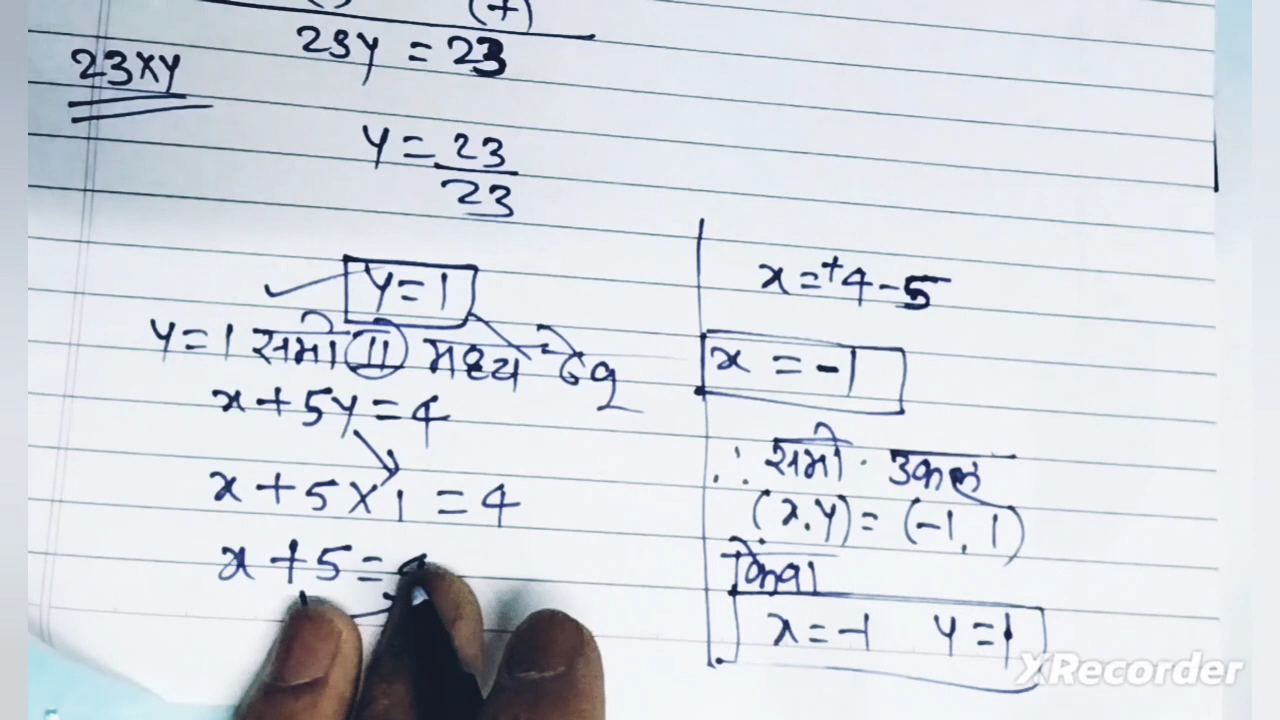 (+)
23y = 23
23xy
y = 23
23
y = 1
y = 1 समी II मध्ये ठेवू
x + 5y = 4
x + 5 x 1 = 4
x + 5 =
x = +4 - 5
x = -1
∴ समी. उकल
(x, y) = (-1, 1)
किंवा
x = -1 y = 1
XRecorder